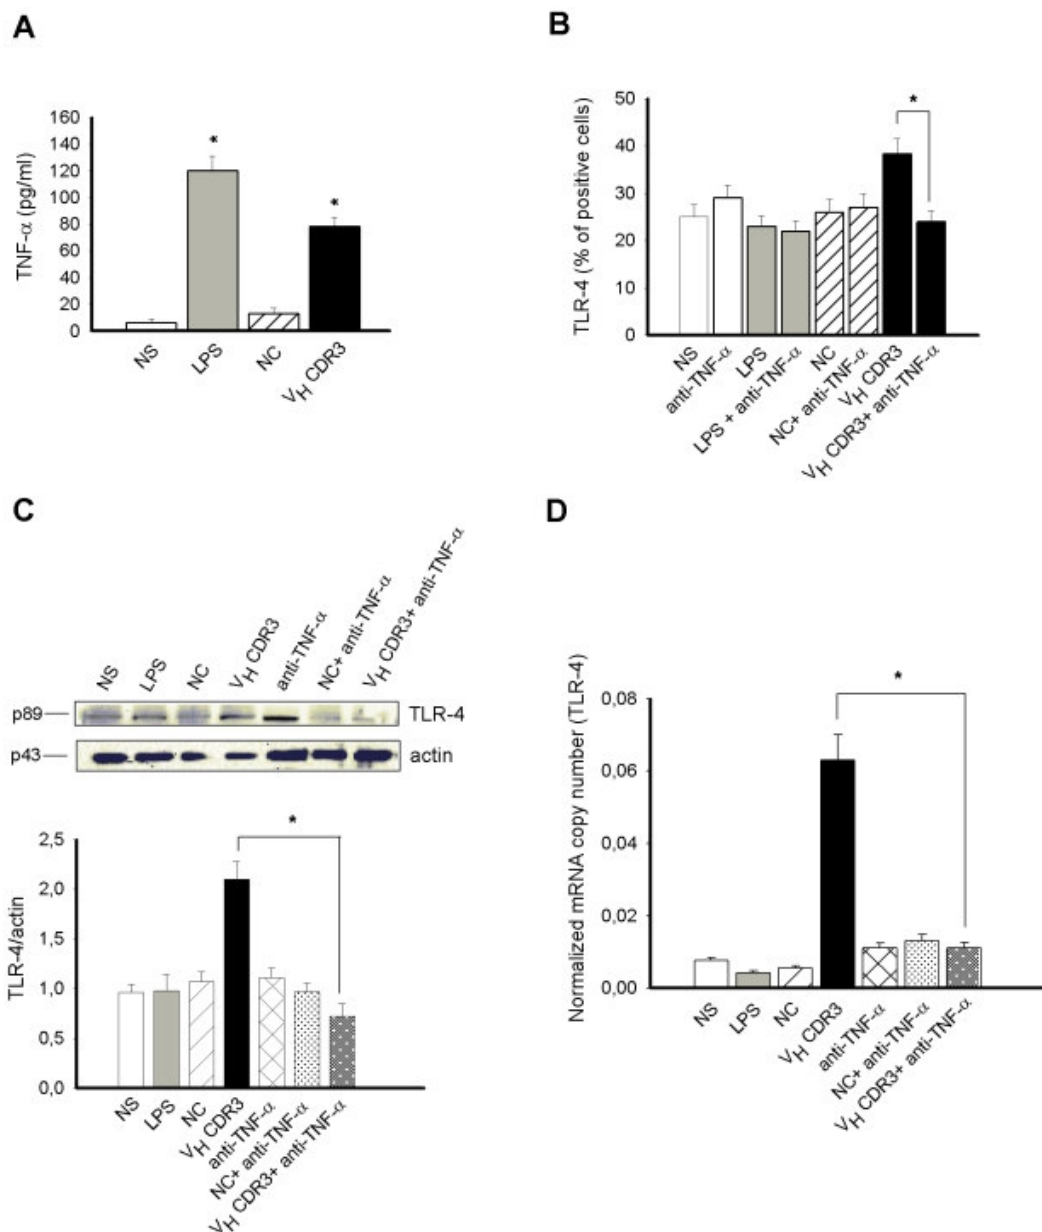 A
TNF-α (pg/ml)
160
140
120
100
80
60
40
20
0
*
*
NS
LPS
NC
VH CDR3
B
TLR-4 (% of positive cells)
50
40
30
20
10
0
*
NS
anti-TNF-α
LPS
LPS + anti-TNF-α
NC
NC+ anti-TNF-α
VH CDR3
VH CDR3+ anti-TNF-α
C
NS
LPS
NC
VH CDR3
anti-TNF-α
NC+ anti-TNF-α
VH CDR3+ anti-TNF-α
p89
TLR-4
p43
actin
TLR-4/actin
2,5
2,0
1,0
1,0
0,5
0,0
*
NS
LPS
NC
VH CDR3
anti-TNF-α
NC+ anti-TNF-α
VH CDR3+ anti-TNF-α
D
Normalized mRNA copy number (TLR-4)
0,08
0,06
0,04
0,02
0,00
*
NS
LPS
NC
VH CDR3
anti-TNF-α
NC+ anti-TNF-α
VH CDR3+ anti-TNF-α